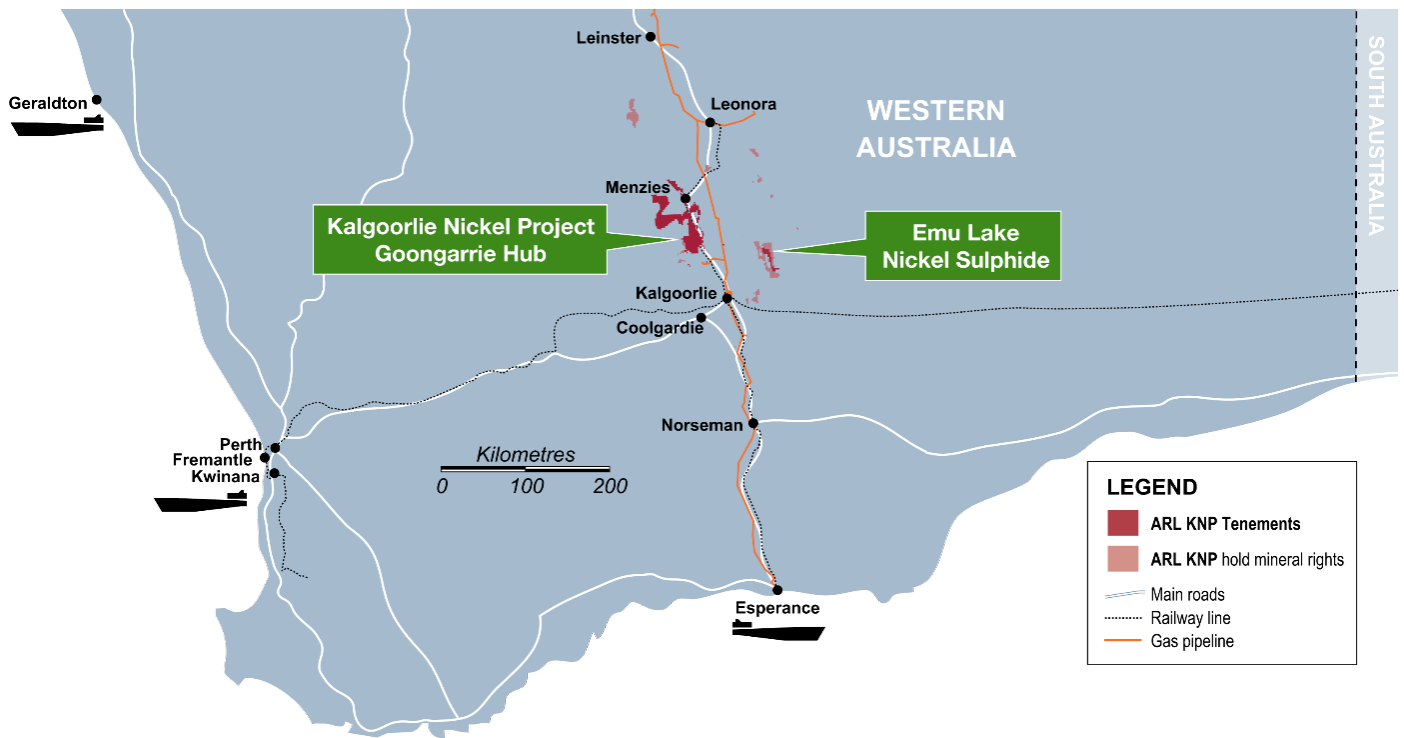 Leinster
Geraldton
Leonora
WESTERN
AUSTRALIA
SOUTH AUSTRALIA
Menzies
Kalgoorlie Nickel Project
Goongarrie Hub
Emu Lake
Nickel Sulphide
Kalgoorlie
Coolgardie
Norseman
Perth
Fremantle
Kwinana
Kilometres
0 100 200
Esperance
LEGEND
ARL KNP Tenements
ARL KNP hold mineral rights
Main roads
Railway line
Gas pipeline